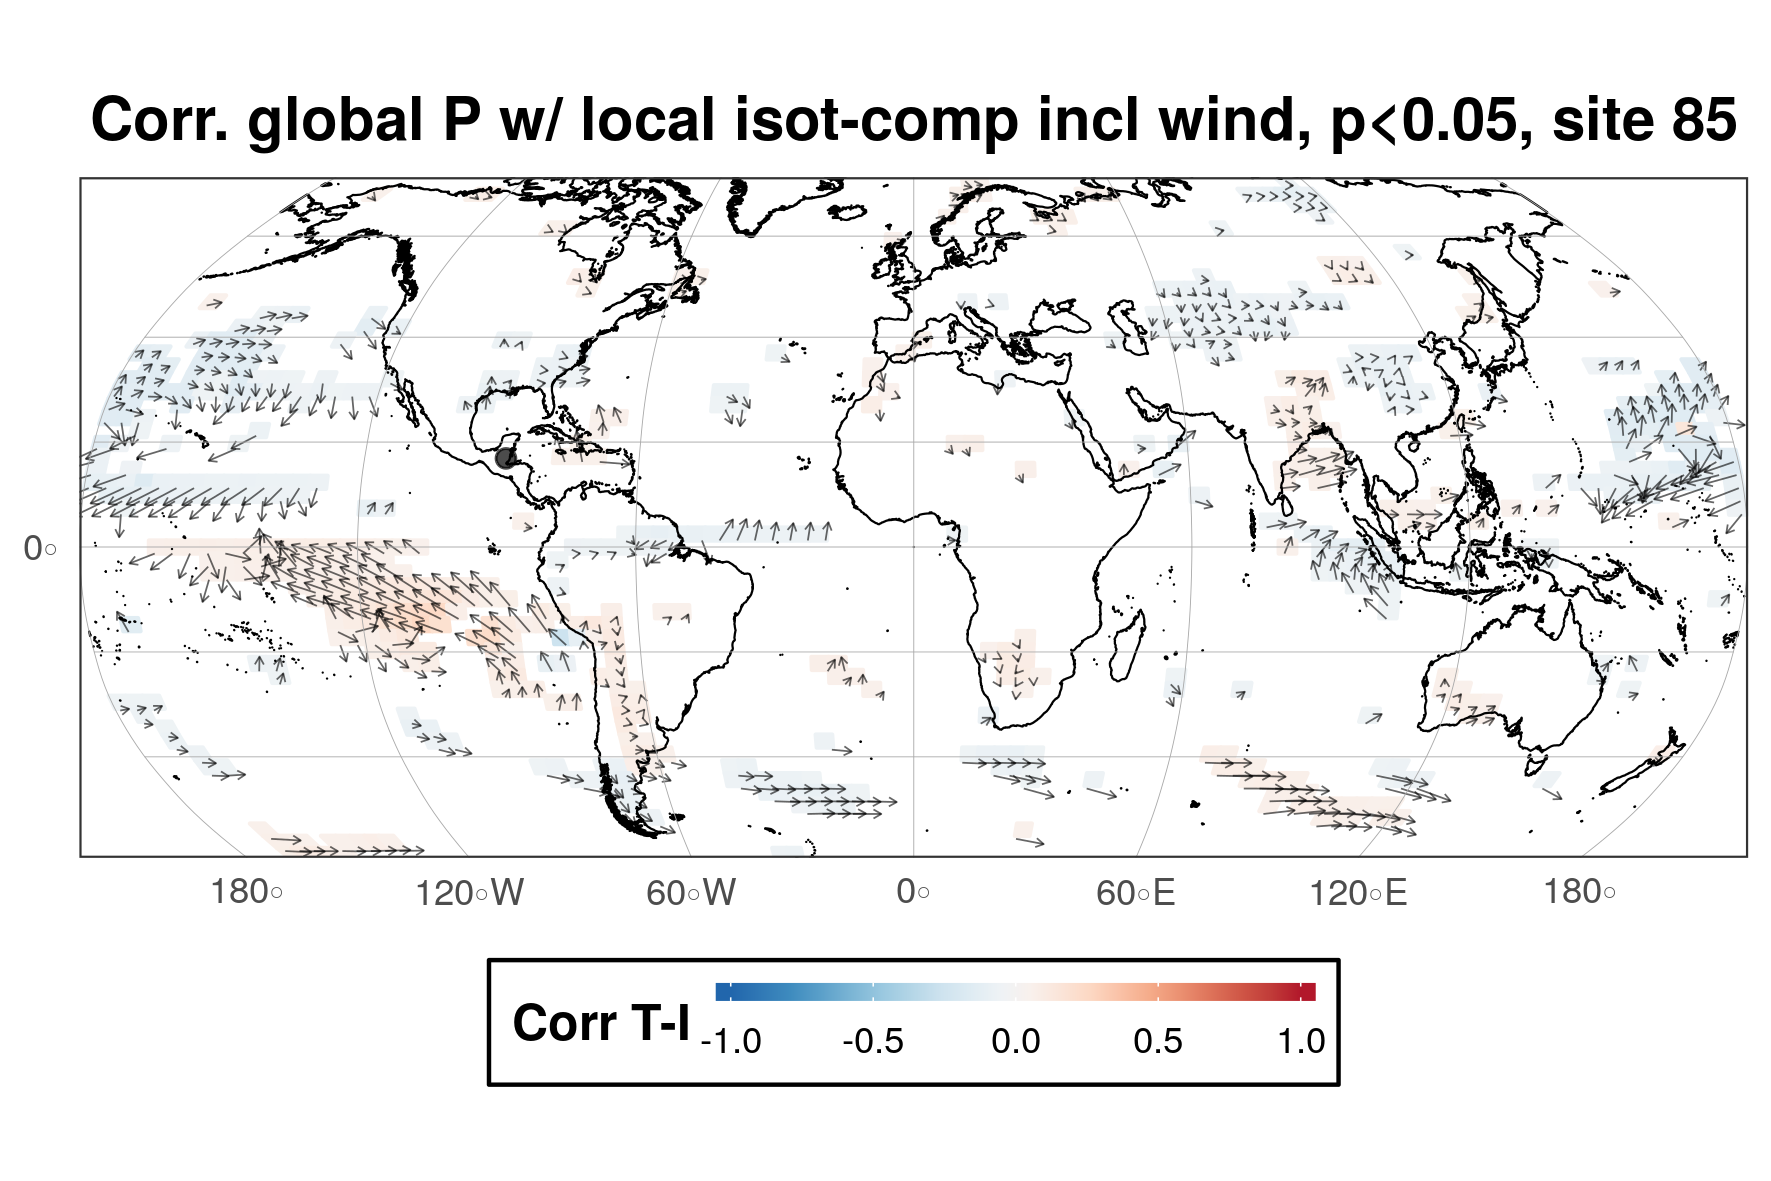 Corr. global P w/ local isot-comp incl wind, p<0.05, site 85
0°
180° 120°W 60°W 0° 60°E 120°E 180°
Corr T-I
-1.0 -0.5 0.0 0.5 1.0